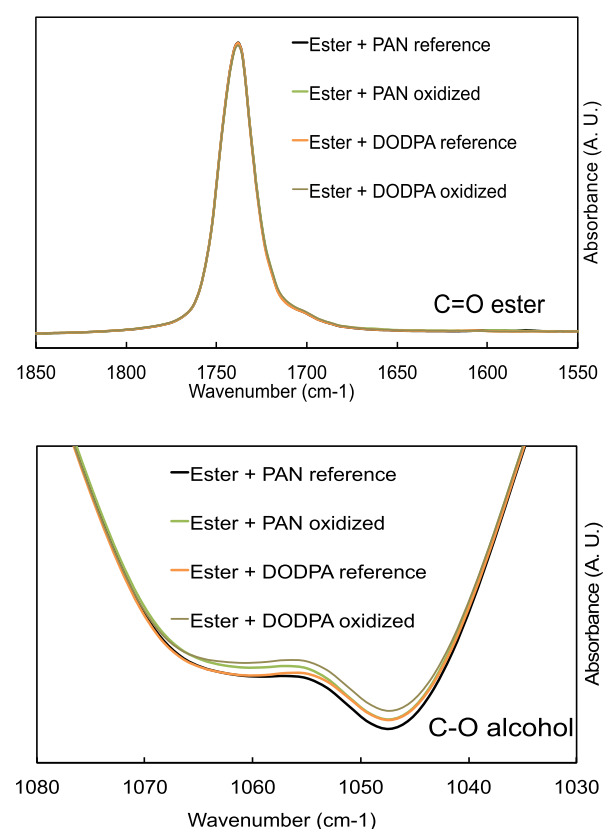 Ester + PAN reference
Ester + PAN oxidized
Ester + DODPA reference
Ester + DODPA oxidized
Absorbance (A. U.)
C=O ester
1850 1800 1750 1700 1650 1600 1550
Wavenumber (cm-1)
Ester + PAN reference
Ester + PAN oxidized
Ester + DODPA reference
Ester + DODPA oxidized
Absorbance (A. U.)
C-O alcohol
1080 1070 1060 1050 1040 1030
Wavenumber (cm-1)